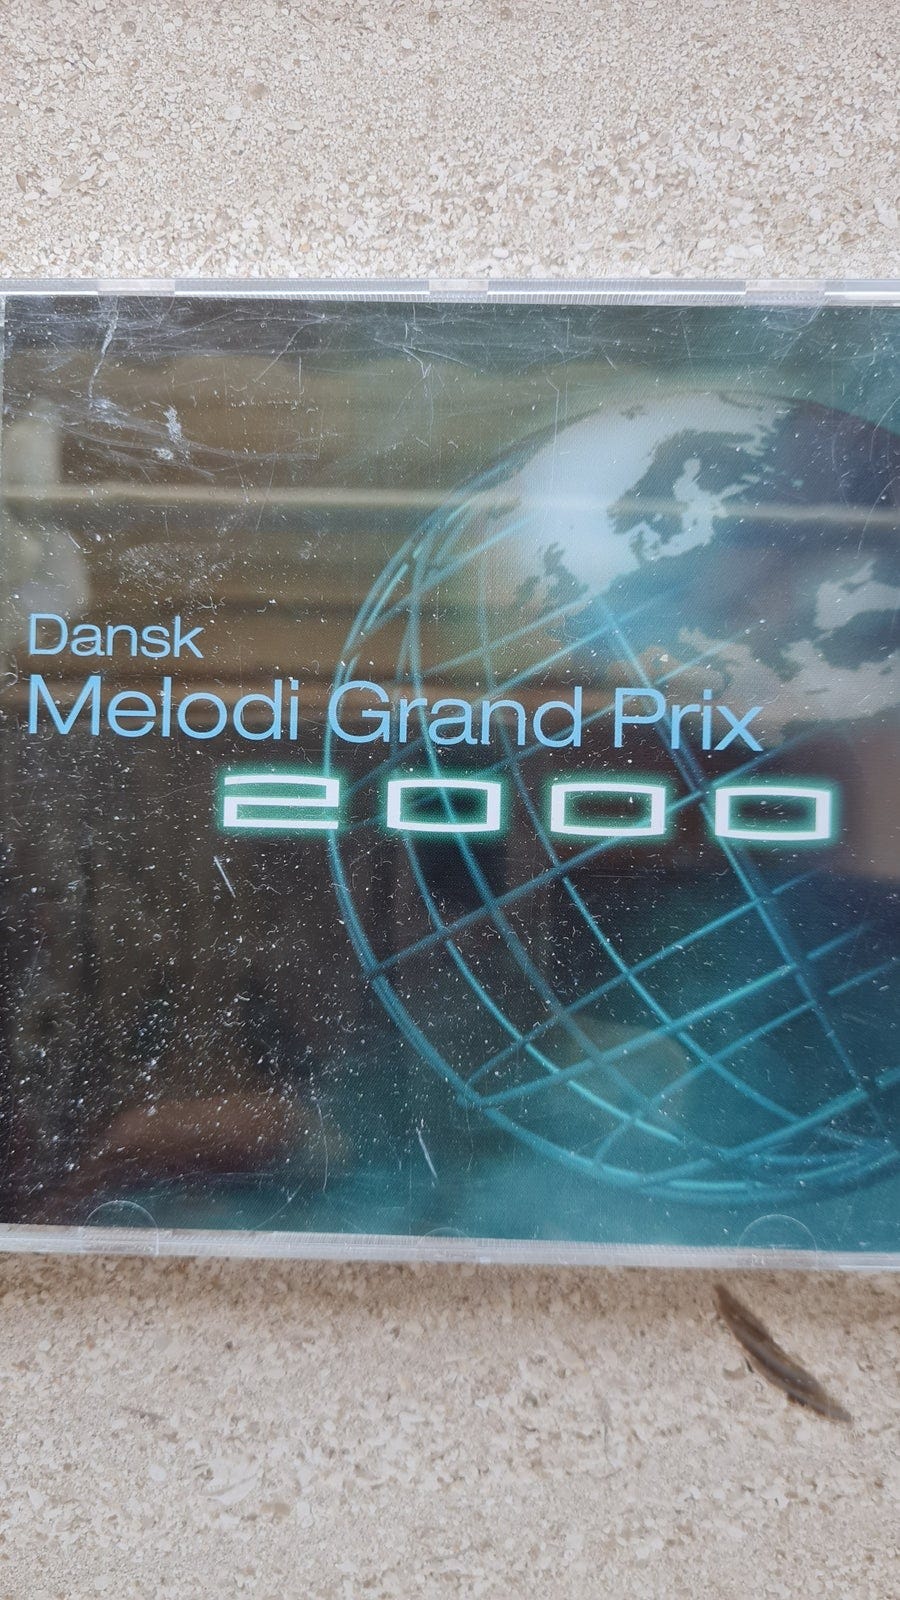 Dansk
Melodi Grand Prix
2000